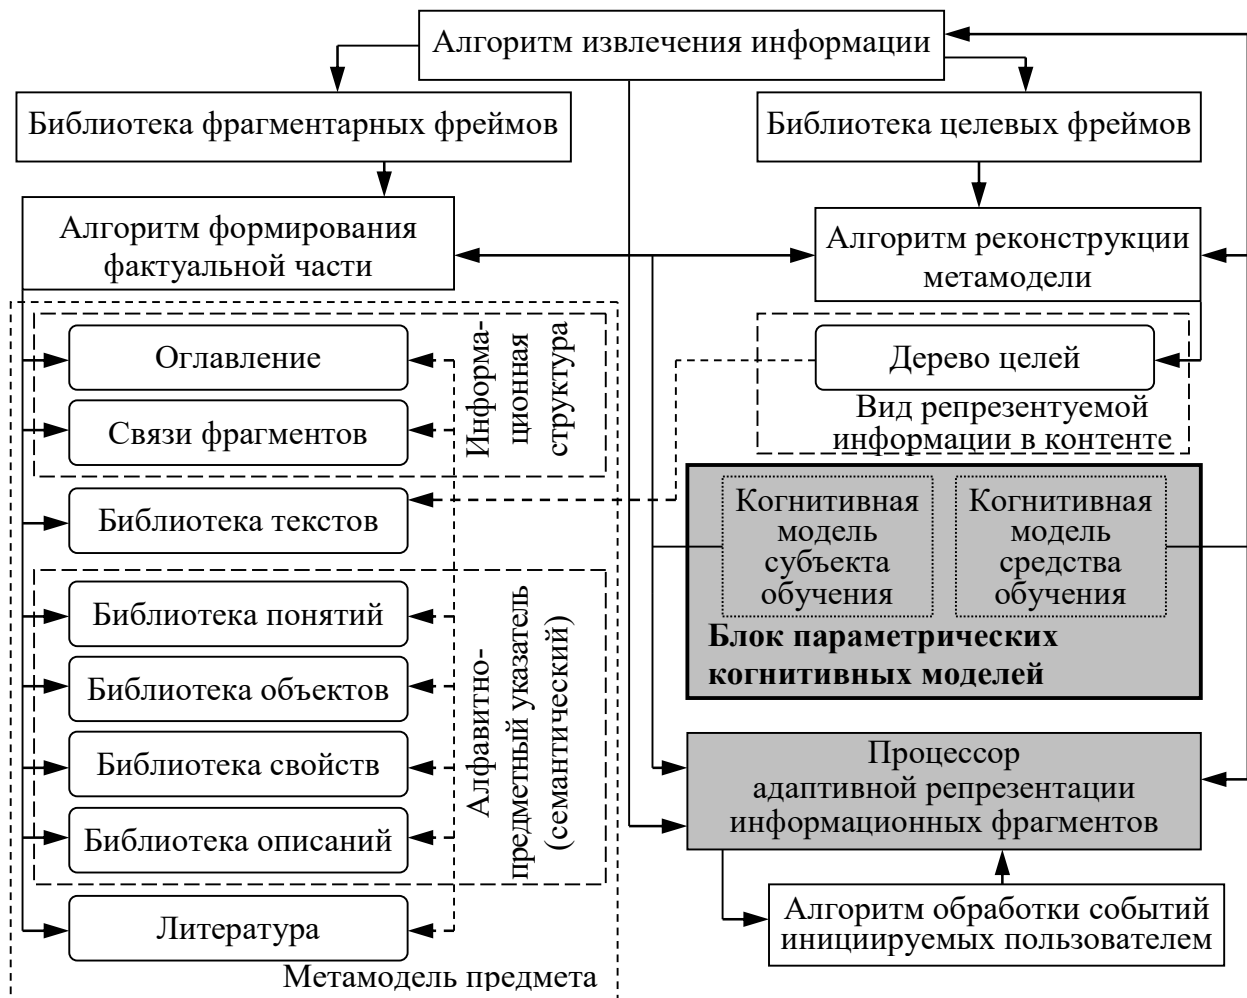 Алгоритм извлечения информации
Библиотека фрагментарных фреймов
Библиотека целевых фреймов
Алгоритм формирования
фактуальной части
Алгоритм реконструкции
метамодели
Оглавление
Связи фрагментов
Информа-
ционная
структура
Дерево целей
Вид репрезентуемой
информации в контенте
Библиотека текстов
Когнитивная
модель
субъекта
обучения
Когнитивная
модель
средства
обучения
Блок параметрических
когнитивных моделей
Библиотека понятий
Библиотека объектов
Библиотека свойств
Библиотека описаний
Алфавитно-
предметный указатель
(семантический)
Процессор
адаптивной репрезентации
информационных фрагментов
Литература
Алгоритм обработки событий
инициируемых пользователем
Метамодель предмета